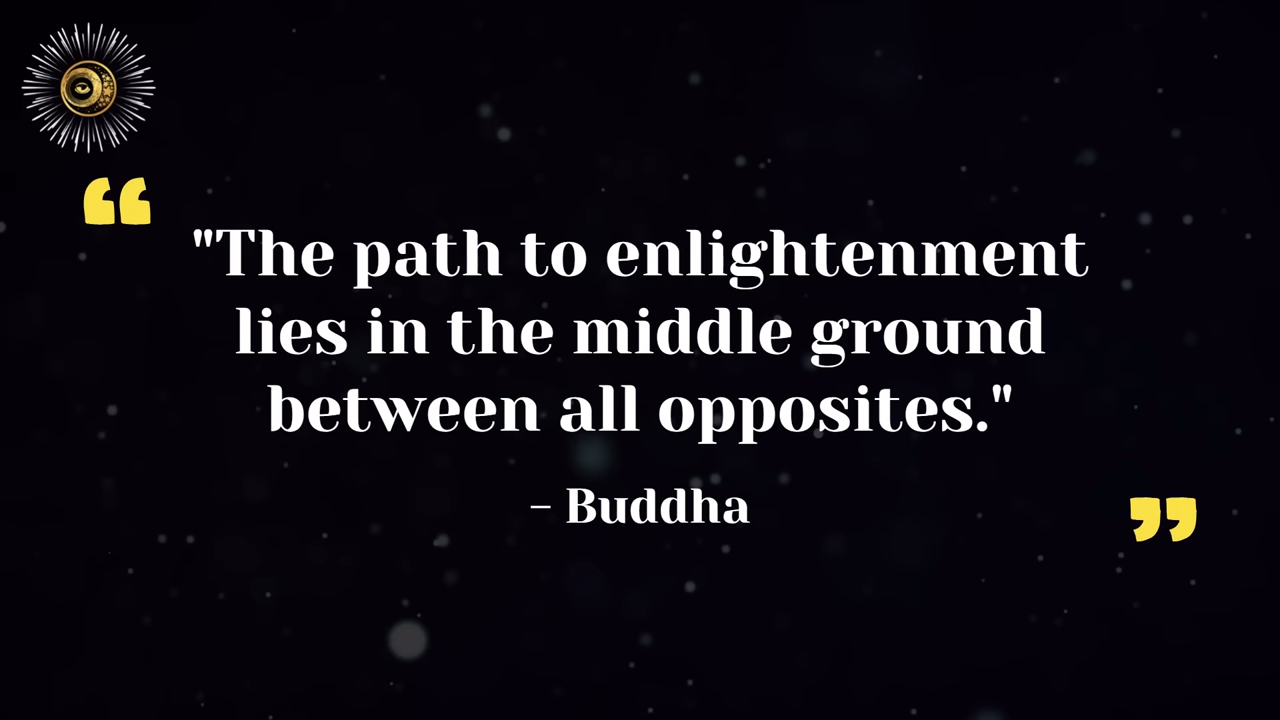 "The path to enlightenment
lies in the middle ground
between all opposites."
– Buddha